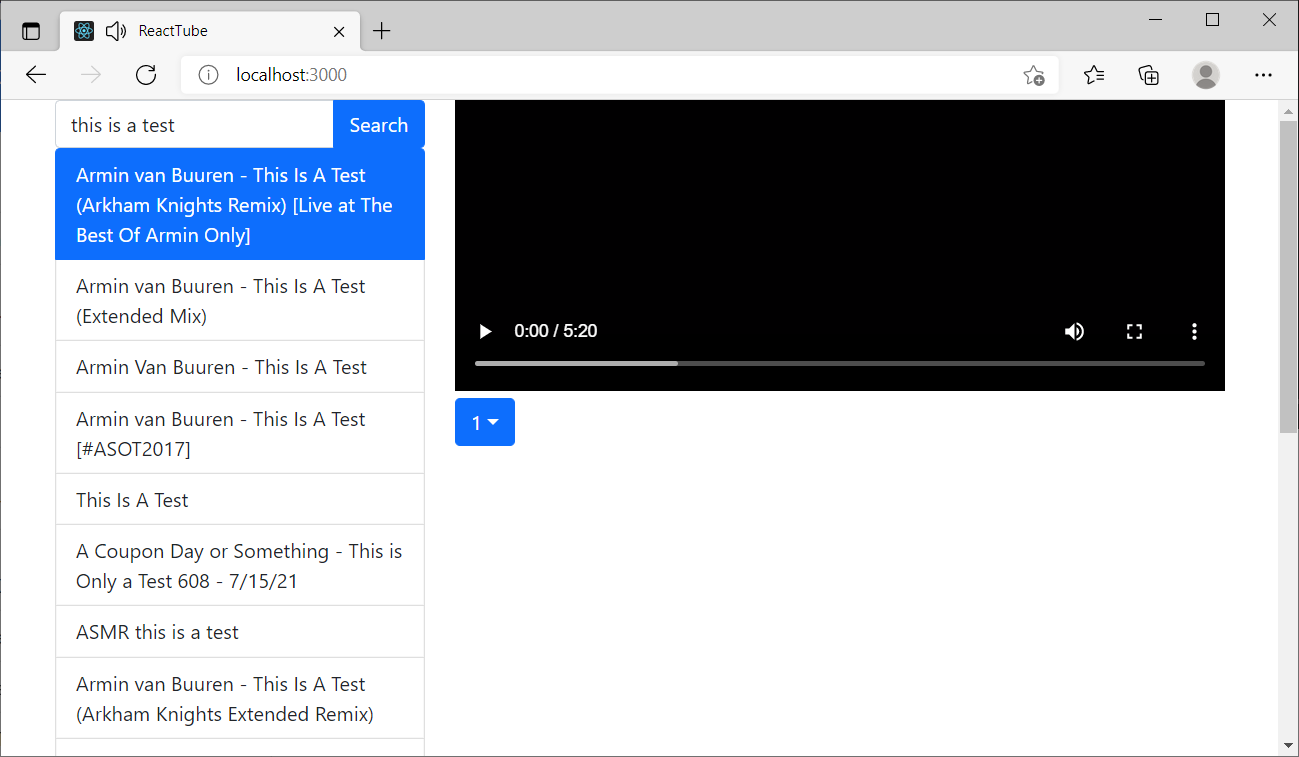 ReactTube
localhost:3000
this is a test
Search
Armin van Buuren - This Is A Test
(Arkham Knights Remix) [Live at The
Best Of Armin Only]
Armin van Buuren - This Is A Test
(Extended Mix)
Armin Van Buuren - This Is A Test
Armin van Buuren - This Is A Test
[#ASOT2017]
This Is A Test
A Coupon Day or Something - This is
Only a Test 608 - 7/15/21
ASMR this is a test
Armin van Buuren - This Is A Test
(Arkham Knights Extended Remix)
0:00 / 5:20
1